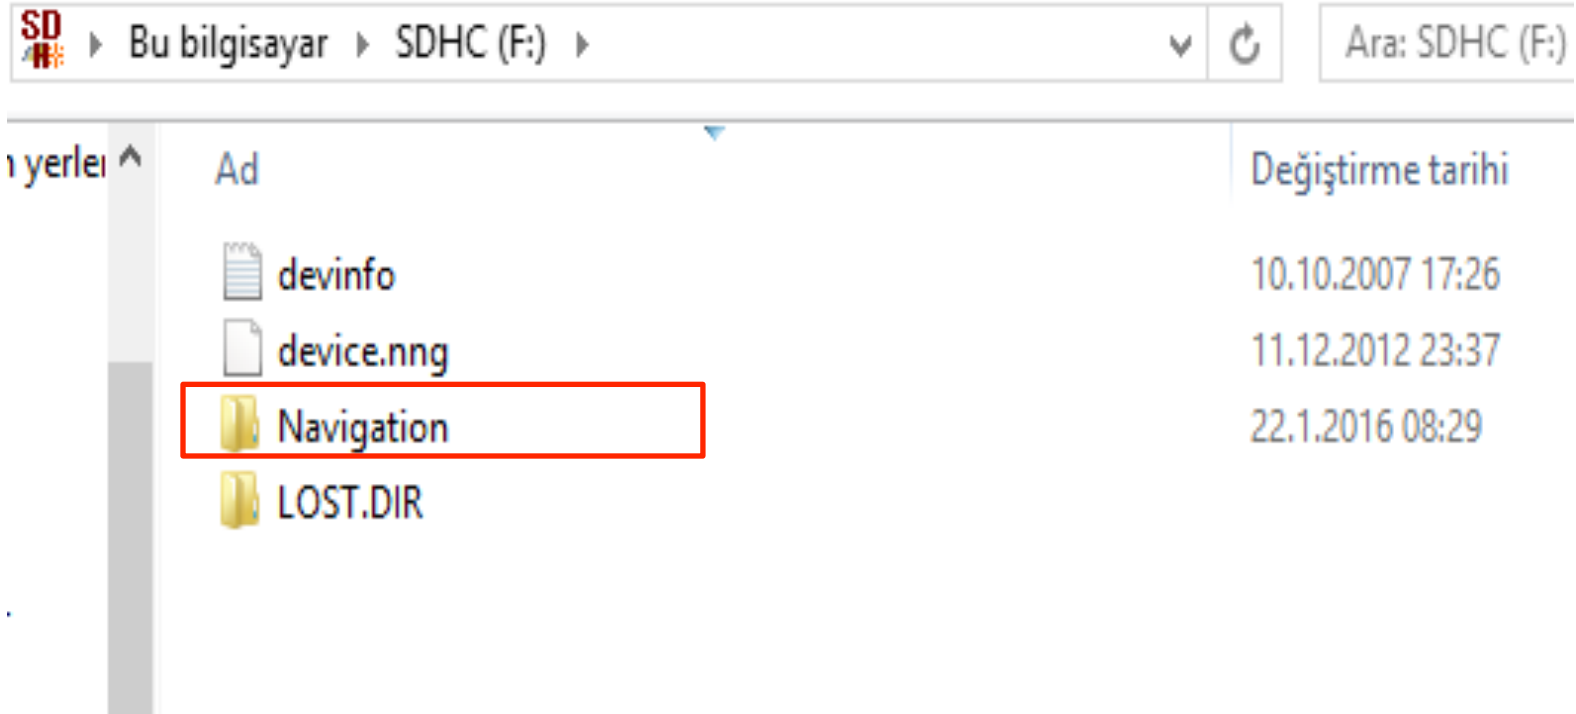 SD
Bu bilgisayar SDHC (F:) Ara: SDHC (F:)
yerler
Ad Değiştirme tarihi
devinfo 10.10.2007 17:26
device.nng 11.12.2012 23:37
Navigation 22.1.2016 08:29
LOST.DIR